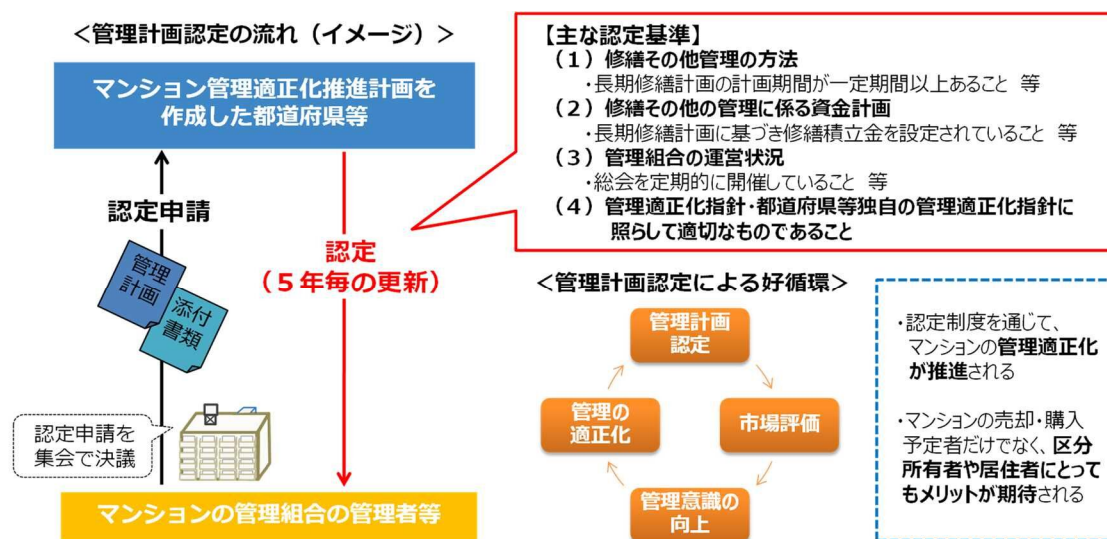 <管理計画認定の流れ（イメージ）>
マンション管理適正化推進計画を
作成した都道府県等
認定申請
管理
計画
添付
書類
認定
（５年毎の更新）
認定申請を
集会で決議
マンションの管理組合の管理者等
【主な認定基準】
（１）修繕その他管理の方法
・長期修繕計画の計画期間が一定期間以上あること 等
（２）修繕その他の管理に係る資金計画
・長期修繕計画に基づき修繕積立金を設定されていること 等
（３）管理組合の運営状況
・総会を定期的に開催していること 等
（４）管理適正化指針・都道府県等独自の管理適正化指針に
照らして適切なものであること
<管理計画認定による好循環>
管理計画
認定
市場評価
管理意識の
向上
管理の
適正化
・認定制度を通じて、
マンションの管理適正化
が推進される
・マンションの売却・購入
予定者だけでなく、区分
所有者や居住者にとって
もメリットが期待される